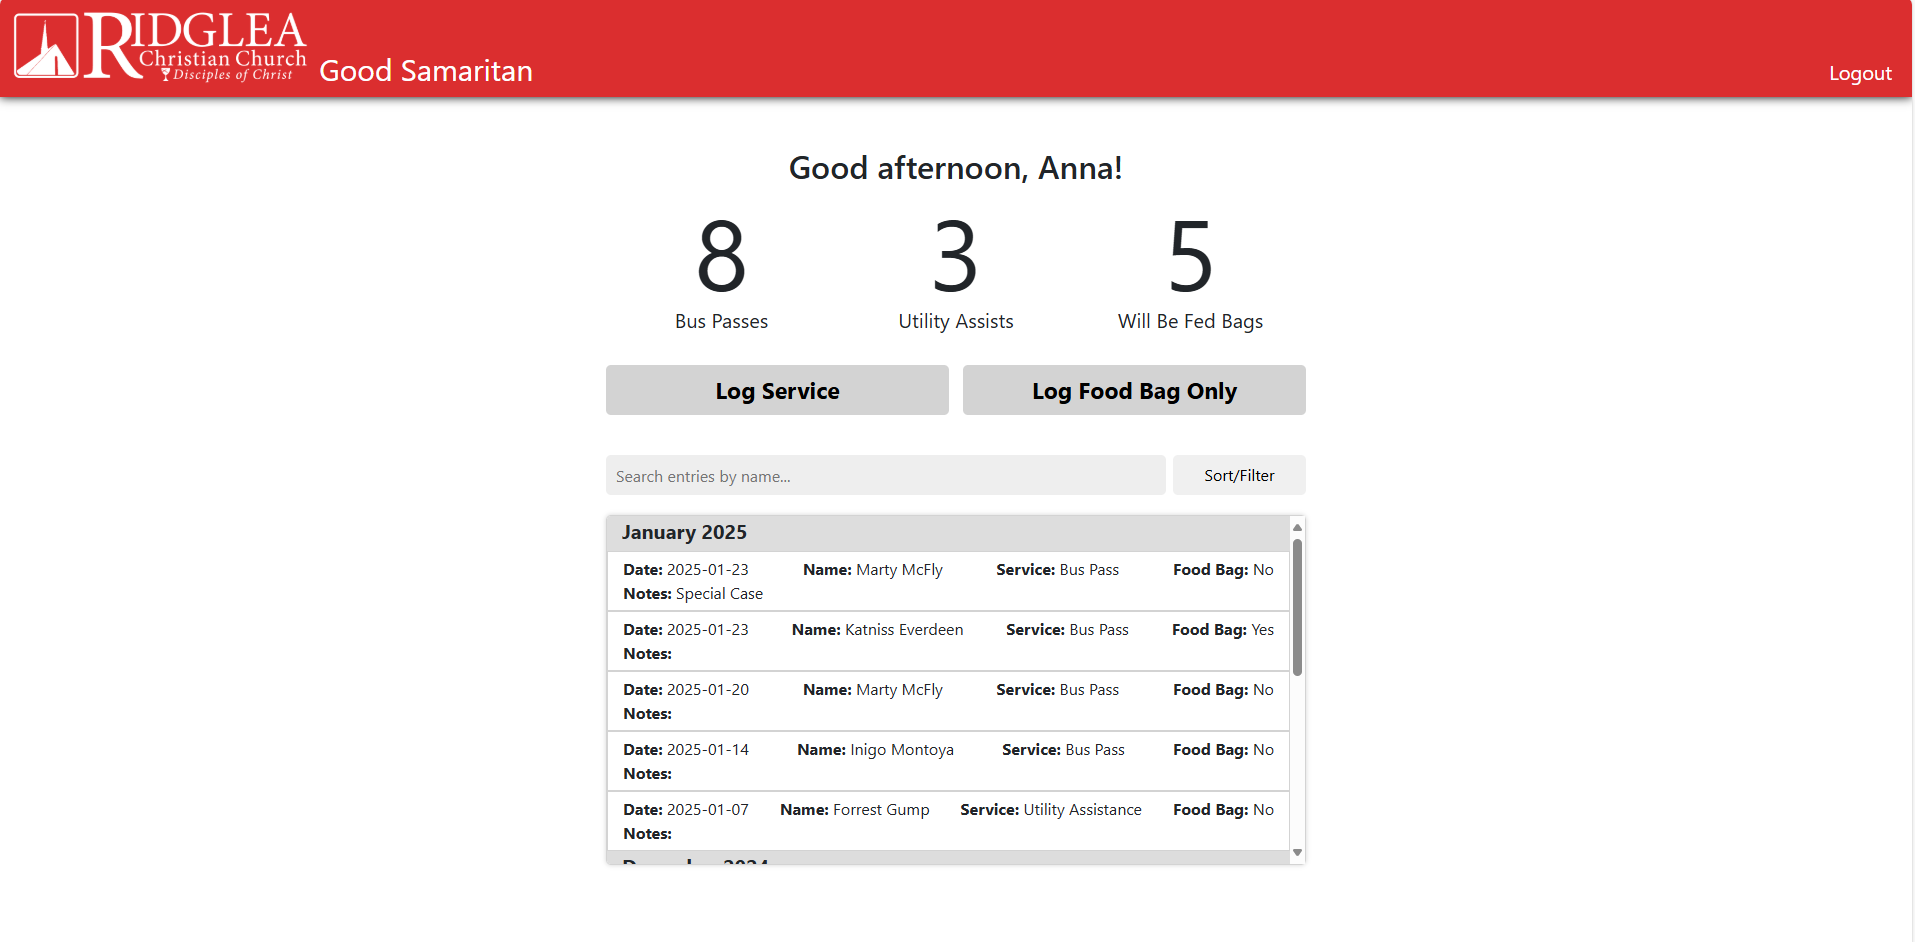 RIDGLEA
Christian Church
Disciples of Christ
Good Samaritan
Logout
Good afternoon, Anna!
8 3 5
Bus Passes Utility Assists Will Be Fed Bags
Log Service Log Food Bag Only
Search entries by name... Sort/Filter
January 2025
Date: 2025-01-23 Name: Marty McFly Service: Bus Pass Food Bag: No
Notes: Special Case
Date: 2025-01-23 Name: Katniss Everdeen Service: Bus Pass Food Bag: Yes
Notes:
Date: 2025-01-20 Name: Marty McFly Service: Bus Pass Food Bag: No
Notes:
Date: 2025-01-14 Name: Inigo Montoya Service: Bus Pass Food Bag: No
Notes:
Date: 2025-01-07 Name: Forrest Gump Service: Utility Assistance Food Bag: No
Notes:
December 2024